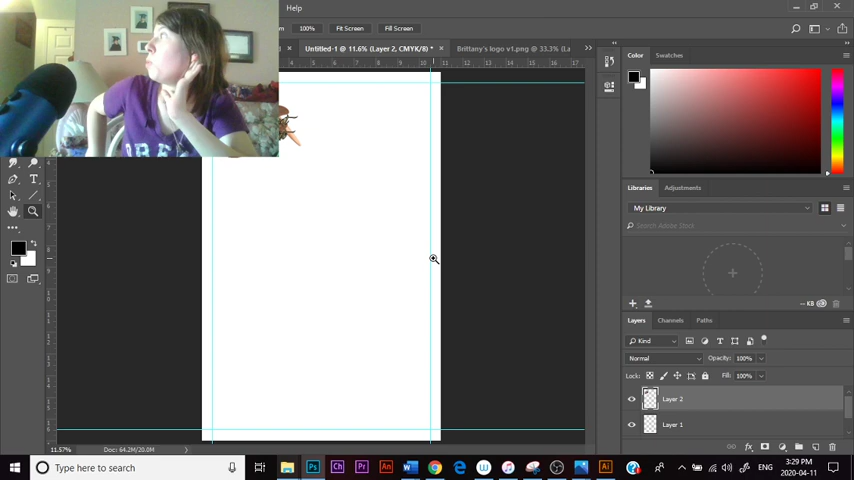 Help
100%
Fit Screen
Fill Screen
Untitled-1 @ 11.6% (Layer 2, CMYK/8) *
Brittany's logo v1.png @ 33.3% (La
Color
Swatches
Libraries
Adjustments
My Library
Search Adobe Stock
-- KB
Layers
Channels
Paths
Kind
Normal
Opacity: 100%
Lock:
Fill: 100%
Layer 2
Layer 1
11.57%
Doc: 64.2M/20.0M
Type here to search
ENG
3:29 PM
2020-04-11